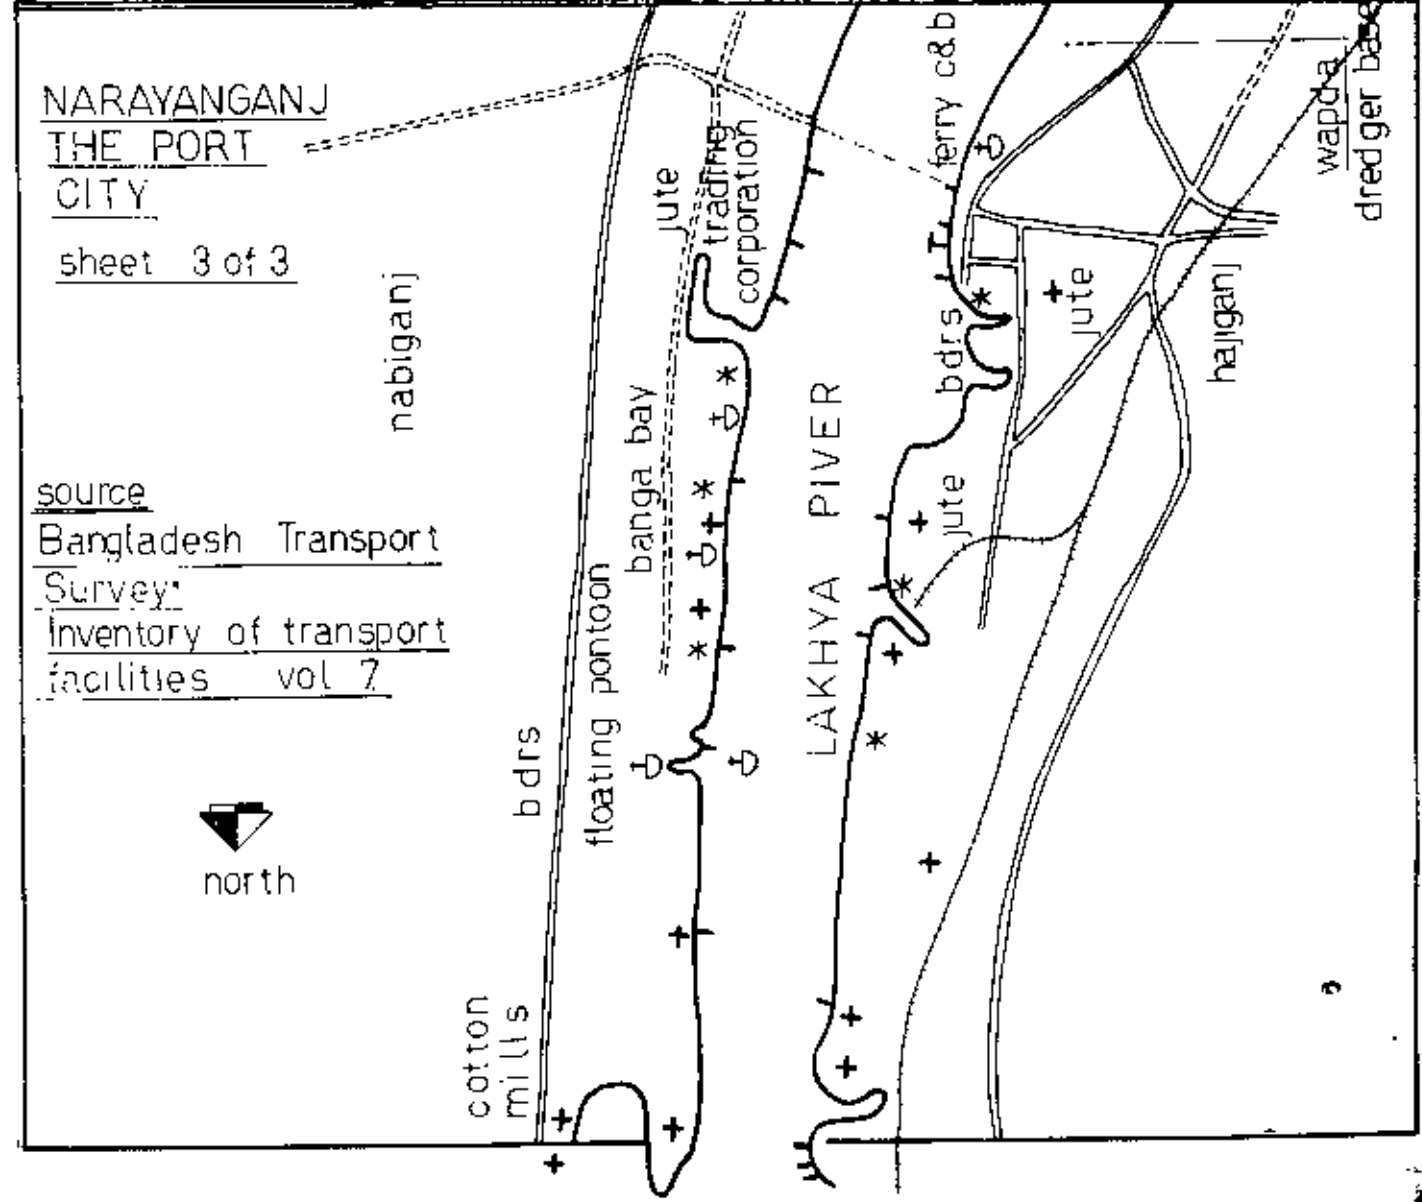 NARAYANGANJ
THE PORT
CITY
sheet 3 of 3
nabiganj
source
Bangladesh Transport
Survey:
Inventory of transport
facilities vol 7
north
jute
trading
corporation
banga bay
floating pontoon
bdrs
cotton
mills
LAKHYA PIVER
ferry c&b
bdrs
jute
jute
hajiganj
wapda
dredger base